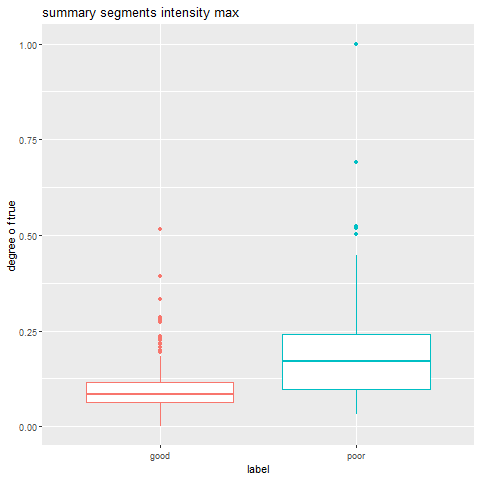 summary segments intensity max
degree of true
1.00
0.75
0.50
0.25
0.00
good
poor
label